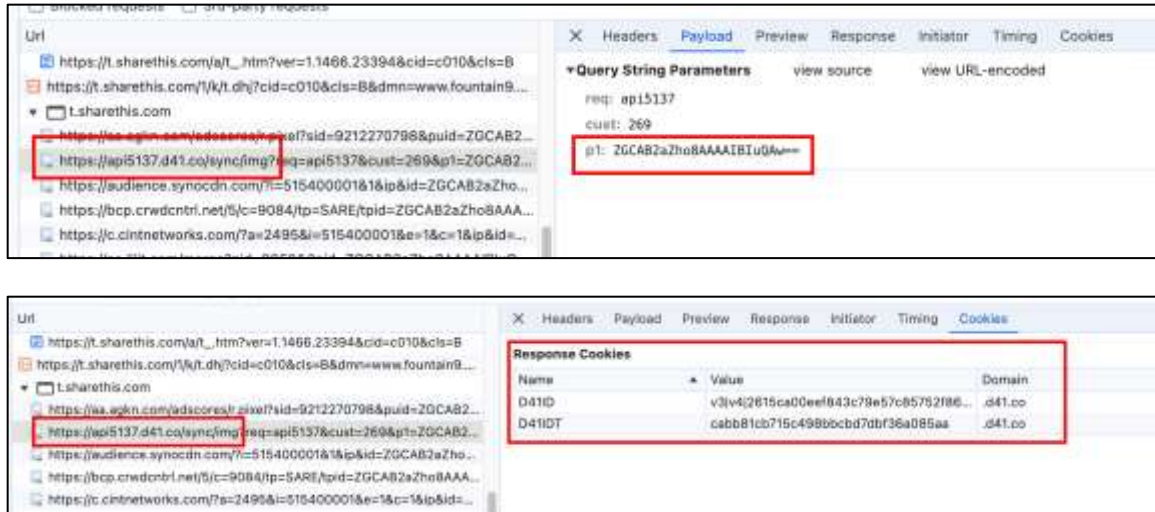 Blocked requests 3rd-party requests
Url
https://t.sharethis.com/a/t_.htm?ver=1.1466.23394&cid=c010&cls=B
https://t.sharethis.com/1/k/t.dhj?cid=c010&cls=B&dmn=www.fountain9....
t.sharethis.com
https://aa.agkn.com/adscores/r.pixel?sid=9212270798&puid=ZGCAB2...
https://api5137.d41.co/sync/img?req=api5137&cust=269&p1=ZGCAB2...
https://audience.synocdn.com/?i=515400001&1&ip&id=ZGCAB2aZho...
https://bcp.crwdcntrl.net/5/c=9084/tp=SARE/tpid=ZGCAB2aZho8AAA...
https://c.cintnetworks.com/?a=2495&i=515400001&e=1&c=1&ip&id=...
Headers Payload Preview Response Initiator Timing Cookies
Query String Parameters view source view URL-encoded
req: api5137
cust: 269
p1: ZGCAB2aZho8AAAAIBIuQAw==
Url
https://t.sharethis.com/a/t_.htm?ver=1.1466.23394&cid=c010&cls=B
https://t.sharethis.com/1/k/t.dhj?cid=c010&cls=B&dmn=www.fountain9....
t.sharethis.com
https://aa.agkn.com/adscores/r.pixel?sid=9212270798&puid=ZGCAB2...
https://api5137.d41.co/sync/img?req=api5137&cust=269&p1=ZGCAB2...
https://audience.synocdn.com/?i=515400001&1&ip&id=ZGCAB2aZho...
https://bcp.crwdcntrl.net/5/c=9084/tp=SARE/tpid=ZGCAB2aZho8AAA...
https://c.cintnetworks.com/?a=2495&i=515400001&e=1&c=1&ip&id=...
Headers Payload Preview Response Initiator Timing Cookies
Response Cookies
Name Value Domain
D41ID v3|v4|2615ca00eef843c79e57c85752f86... .d41.co
D41IDT cabb81cb715c498bbcbd7dbf36a085aa .d41.co